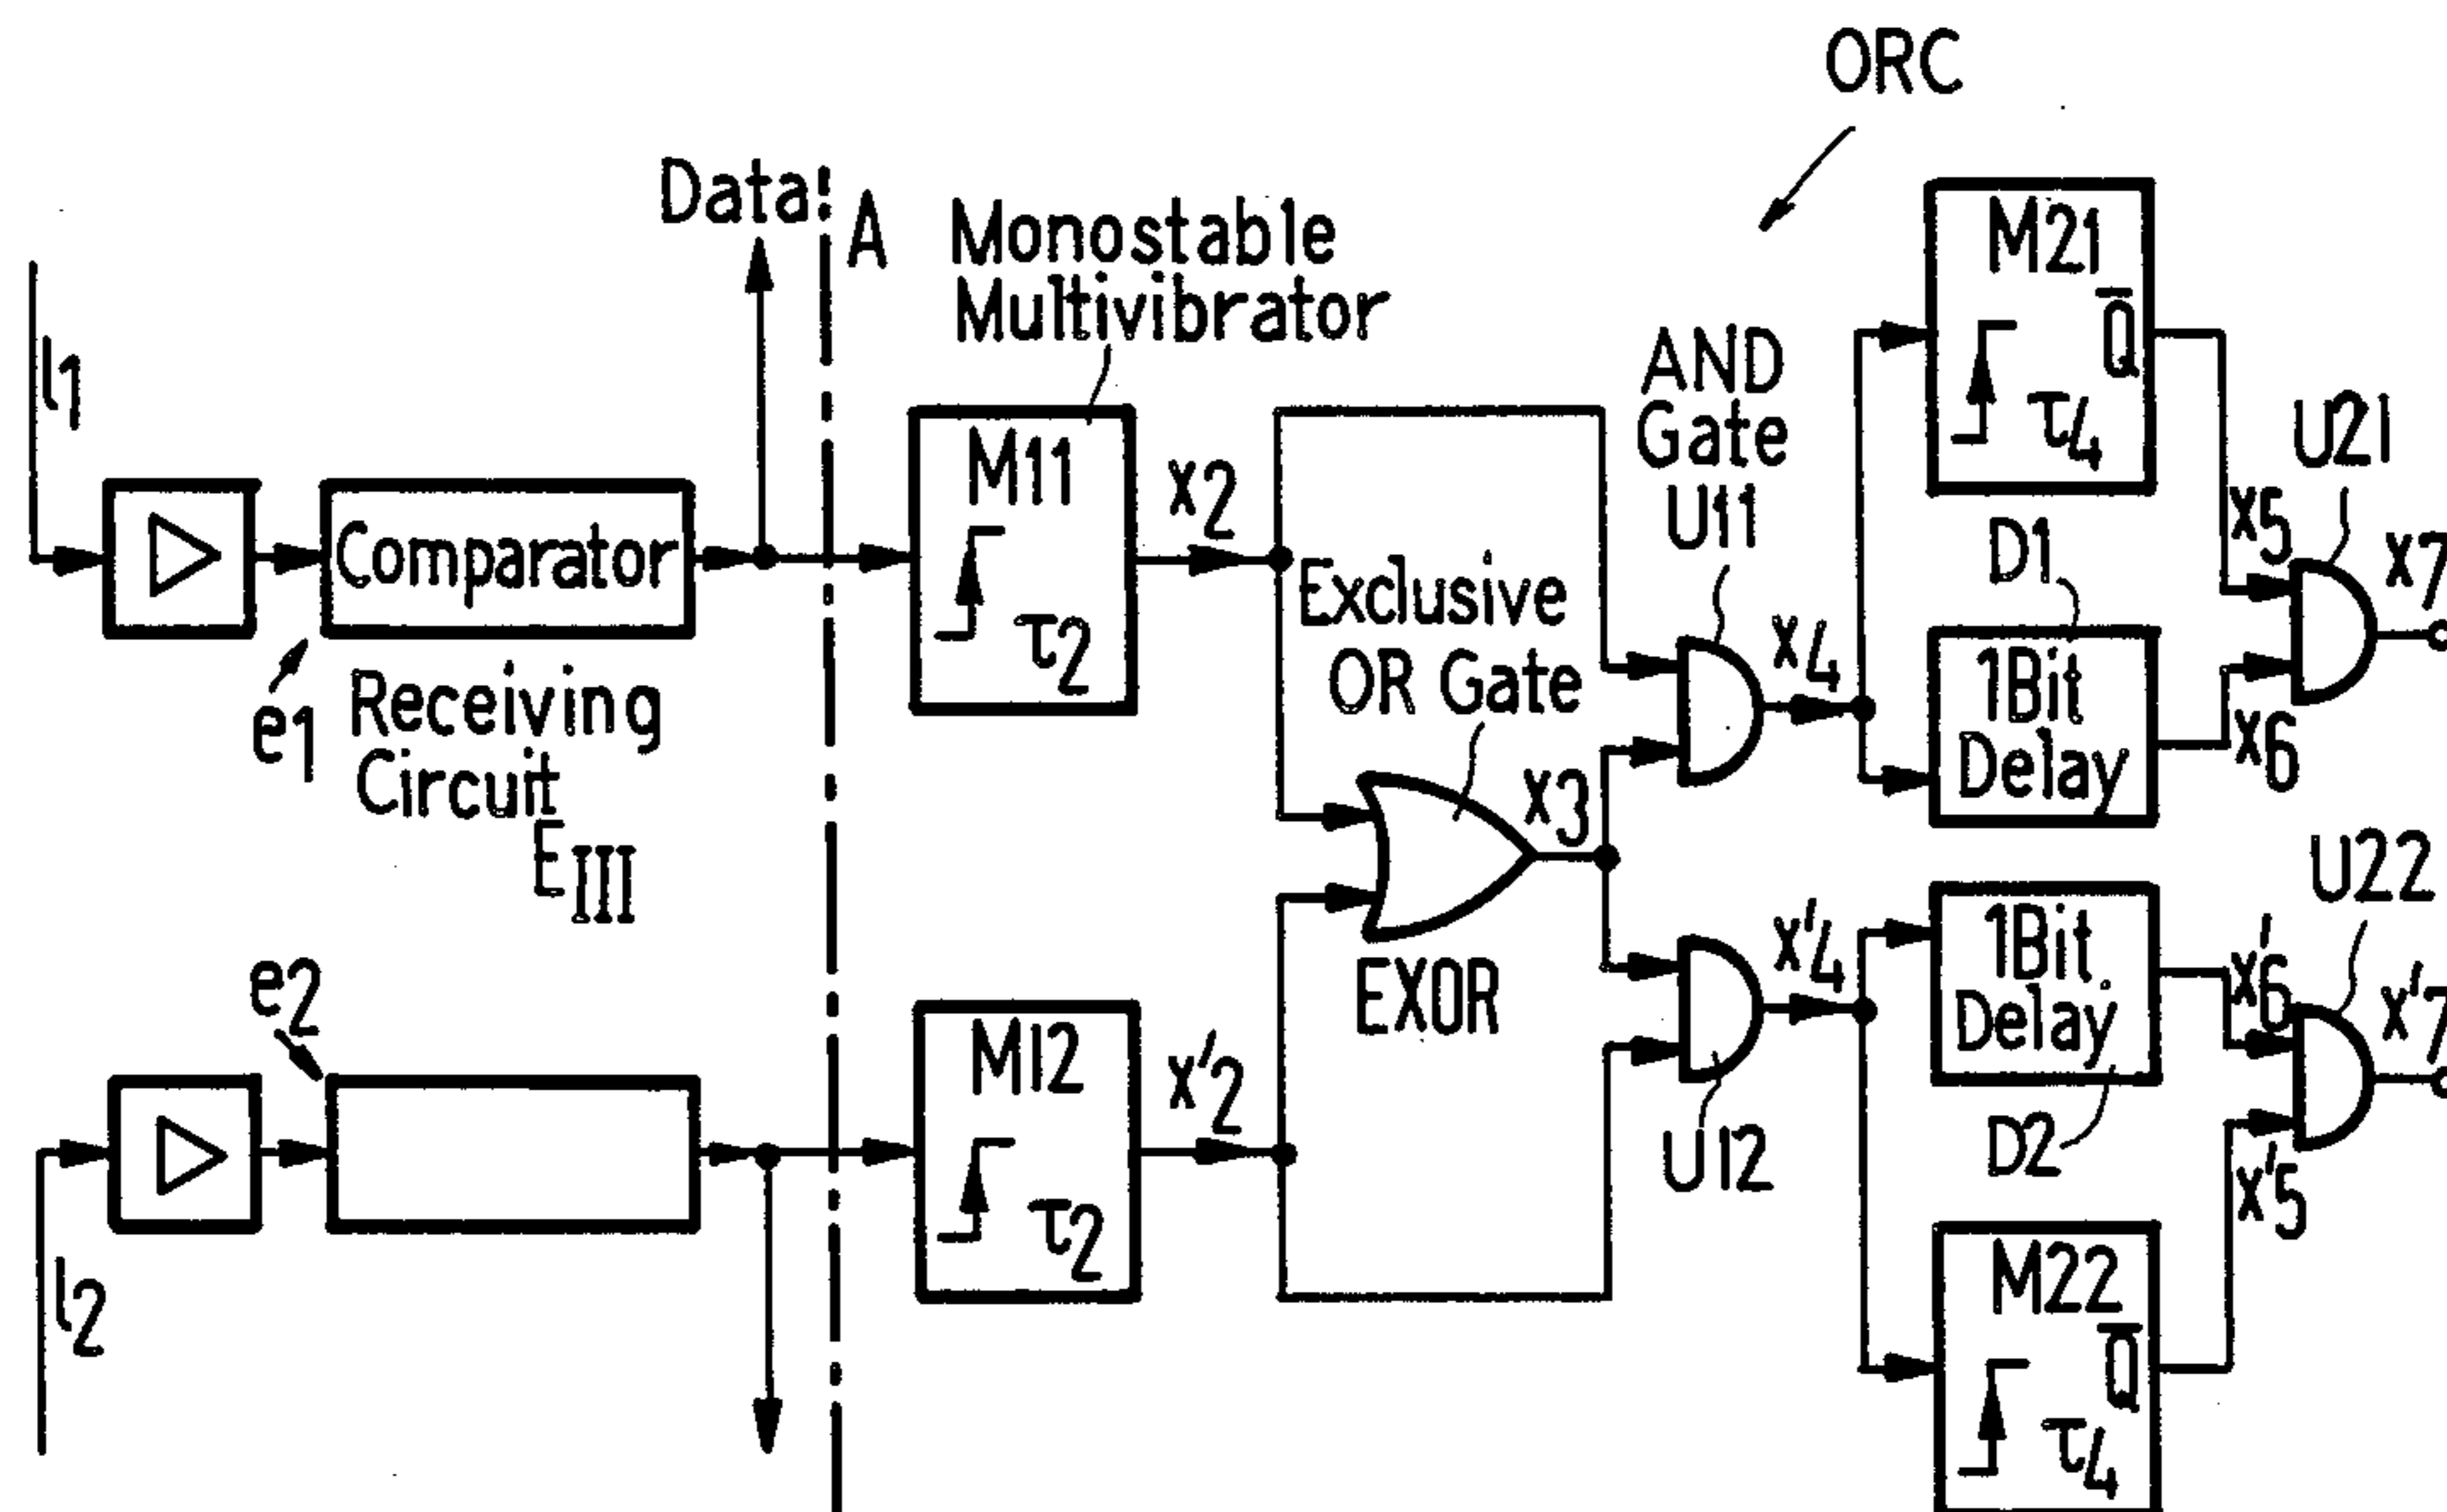 ORC
Data
A
Monostable
Multivibrator
M21
Q̅
τ4
l1
AND
Gate
U11
U21
M11
τ2
x2
x5
D1
x7
Comparator
Exclusive
OR Gate
x4
1Bit
Delay
x6
e1
Receiving
Circuit
EIII
x3
U22
e2
EXOR
x'4
1Bit
Delay
x'6
x'7
M12
τ2
x'2
U12
D2
x'5
l2
M22
Q̅
τ4